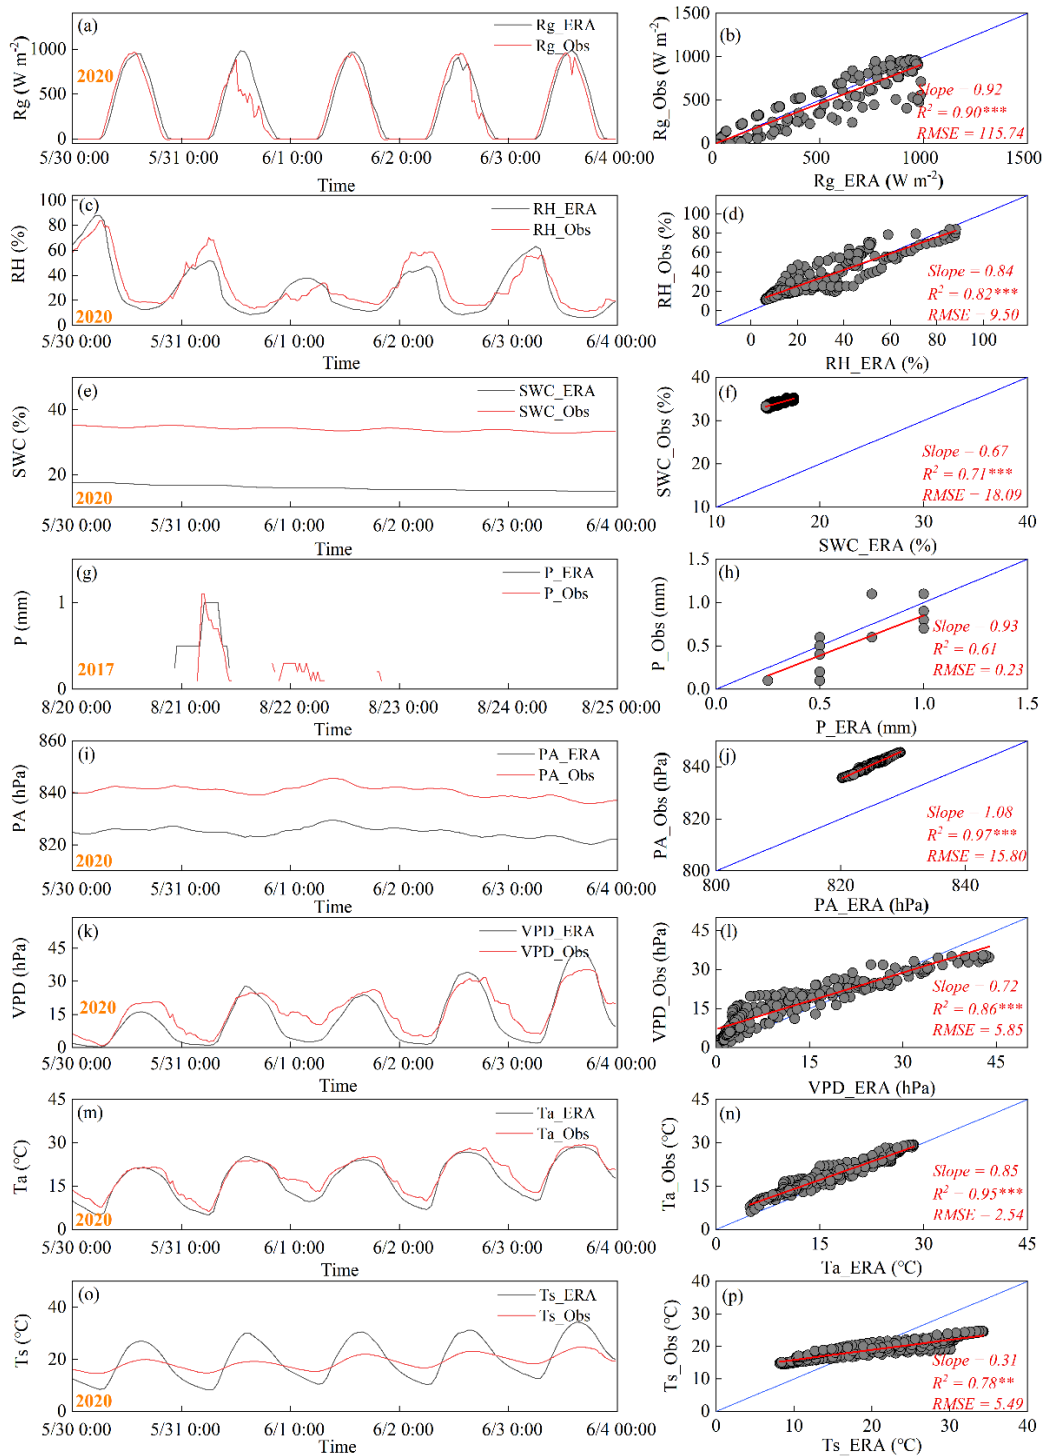 (a)
Rg_ERA
Rg_Obs
2020
Rg (W m-2)
1000
500
0
5/30 0:00 5/31 0:00 6/1 0:00 6/2 0:00 6/3 0:00 6/4 00:00
Time
(b)
Rg_Obs (W m-2)
1500
1000
500
0
Slope = 0.92
R2 = 0.90***
RMSE = 115.74
0 500 1000 1500
Rg_ERA (W m-2)
(c)
RH_ERA
RH_Obs
2020
RH (%)
100
80
60
40
20
0
5/30 0:00 5/31 0:00 6/1 0:00 6/2 0:00 6/3 0:00 6/4 00:00
Time
(d)
RH_Obs (%)
100
80
60
40
20
0
Slope = 0.84
R2 = 0.82***
RMSE = 9.50
0 20 40 60 80 100
RH_ERA (%)
(e)
SWC_ERA
SWC_Obs
2020
SWC (%)
40
20
5/30 0:00 5/31 0:00 6/1 0:00 6/2 0:00 6/3 0:00 6/4 00:00
Time
(f)
SWC_Obs (%)
40
30
20
10
Slope = 0.67
R2 = 0.71***
RMSE = 18.09
10 20 30 40
SWC_ERA (%)
(g)
P_ERA
P_Obs
2017
P (mm)
1
0
8/20 0:00 8/21 0:00 8/22 0:00 8/23 0:00 8/24 0:00 8/25 00:00
Time
(h)
P_Obs (mm)
1.5
1.0
0.5
0.0
Slope = 0.93
R2 = 0.61
RMSE = 0.23
0.5 1.0 1.5
P_ERA (mm)
(i)
PA_ERA
PA_Obs
2020
PA (hPa)
860
840
820
5/30 0:00 5/31 0:00 6/1 0:00 6/2 0:00 6/3 0:00 6/4 00:00
Time
(j)
PA_Obs (hPa)
840
820
800
Slope = 1.08
R2 = 0.97***
RMSE = 15.80
800 820 840
PA_ERA (hPa)
(k)
VPD_ERA
VPD_Obs
2020
VPD (hPa)
45
30
15
0
5/30 0:00 5/31 0:00 6/1 0:00 6/2 0:00 6/3 0:00 6/4 00:00
Time
(l)
VPD_Obs (hPa)
45
30
15
0
Slope = 0.72
R2 = 0.86***
RMSE = 5.85
0 15 30 45
VPD_ERA (hPa)
(m)
Ta_ERA
Ta_Obs
2020
Ta (°C)
45
30
15
0
5/30 0:00 5/31 0:00 6/1 0:00 6/2 0:00 6/3 0:00 6/4 00:00
Time
(n)
Ta_Obs (°C)
45
30
15
0
Slope = 0.85
R2 = 0.95***
RMSE = 2.54
0 15 30 45
Ta_ERA (°C)
(o)
Ts_ERA
Ts_Obs
2020
Ts (°C)
40
20
0
5/30 0:00 5/31 0:00 6/1 0:00 6/2 0:00 6/3 0:00 6/4 00:00
Time
(p)
Ts_Obs (°C)
40
30
20
10
0
Slope = 0.31
R2 = 0.78**
RMSE = 5.49
0 10 20 30 40
Ts_ERA (°C)